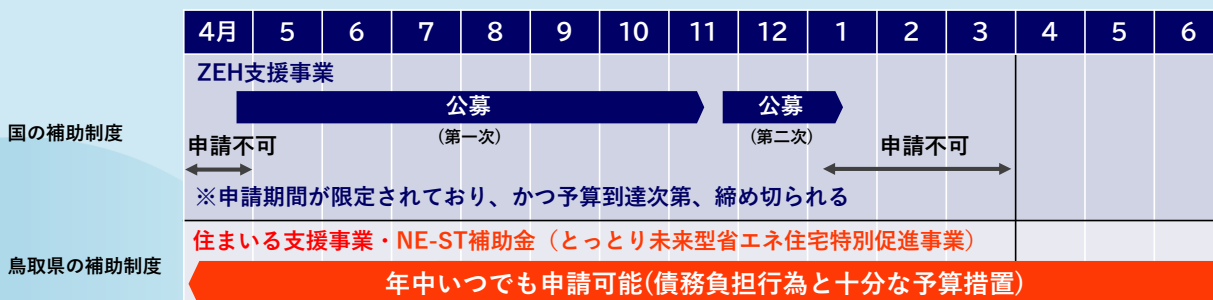 4月 5 6 7 8 9 10 11 12 1 2 3 4 5 6
ZEH支援事業
公募 公募
(第一次) (第二次)
国の補助制度
申請不可 申請不可
※申請期間が限定されており、かつ予算到達次第、締め切られる
住まいる支援事業・NE-ST補助金（とっとり未来型省エネ住宅特別促進事業）
鳥取県の補助制度
年中いつでも申請可能(債務負担行為と十分な予算措置)